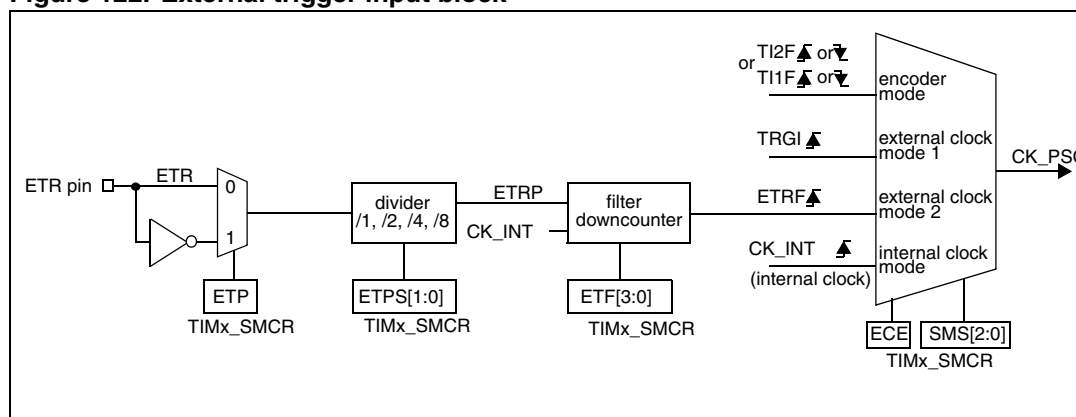 Figure 122. External trigger input block
or TI2F or
TI1F or
encoder
mode
TRGI
external clock
mode 1
CK_PSC
ETR pin
ETR
0
1
divider
/1, /2, /4, /8
ETRP
CK_INT
filter
downcounter
ETRF
external clock
mode 2
CK_INT
(internal clock)
internal clock
mode
ETP
TIMx_SMCR
ETPS[1:0]
TIMx_SMCR
ETF[3:0]
TIMx_SMCR
ECE
SMS[2:0]
TIMx_SMCR